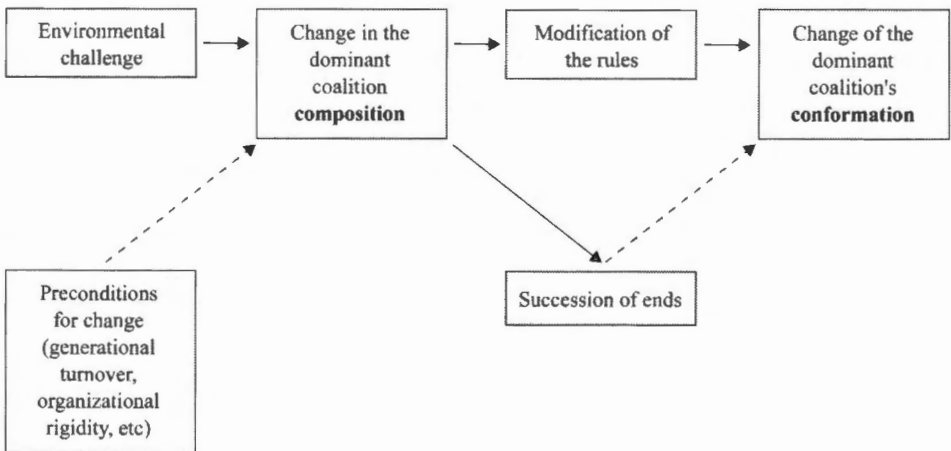 Environmental
challenge
Change in the
dominant
coalition
composition
Modification of
the rules
Change of the
dominant
coalition's
conformation
Preconditions
for change
(generational
turnover,
organizational
rigidity, etc)
Succession of ends